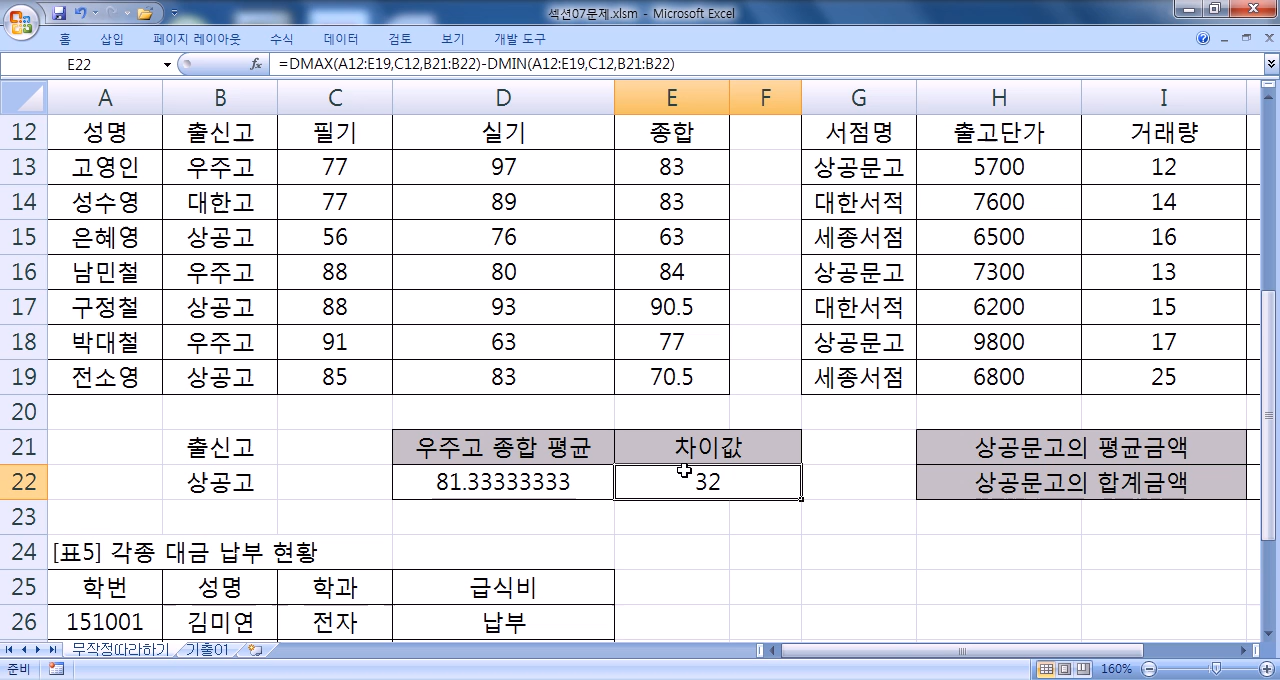 섹션07문제.xlsm - Microsoft Excel
홈 삽입 페이지 레이아웃 수식 데이터 검토 보기 개발 도구
E22 fx =DMAX(A12:E19,C12,B21:B22)-DMIN(A12:E19,C12,B21:B22)
A B C D E F G H I
12 성명 출신고 필기 실기 종합 서점명 출고단가 거래량
13 고영인 우주고 77 97 83 상공문고 5700 12
14 성수영 대한고 77 89 83 대한서적 7600 14
15 은혜영 상공고 56 76 63 세종서점 6500 16
16 남민철 우주고 88 80 84 상공문고 7300 13
17 구정철 상공고 88 93 90.5 대한서적 6200 15
18 박대철 우주고 91 63 77 상공문고 9800 17
19 전소영 상공고 85 83 70.5 세종서점 6800 25
20
21 출신고 우주고 종합 평균 차이값 상공문고의 평균금액
22 상공고 81.33333333 32 상공문고의 합계금액
23
24 [표5] 각종 대금 납부 현황
25 학번 성명 학과 급식비
26 151001 김미연 전자 납부
무작정따라하기 기출01
준비 160%